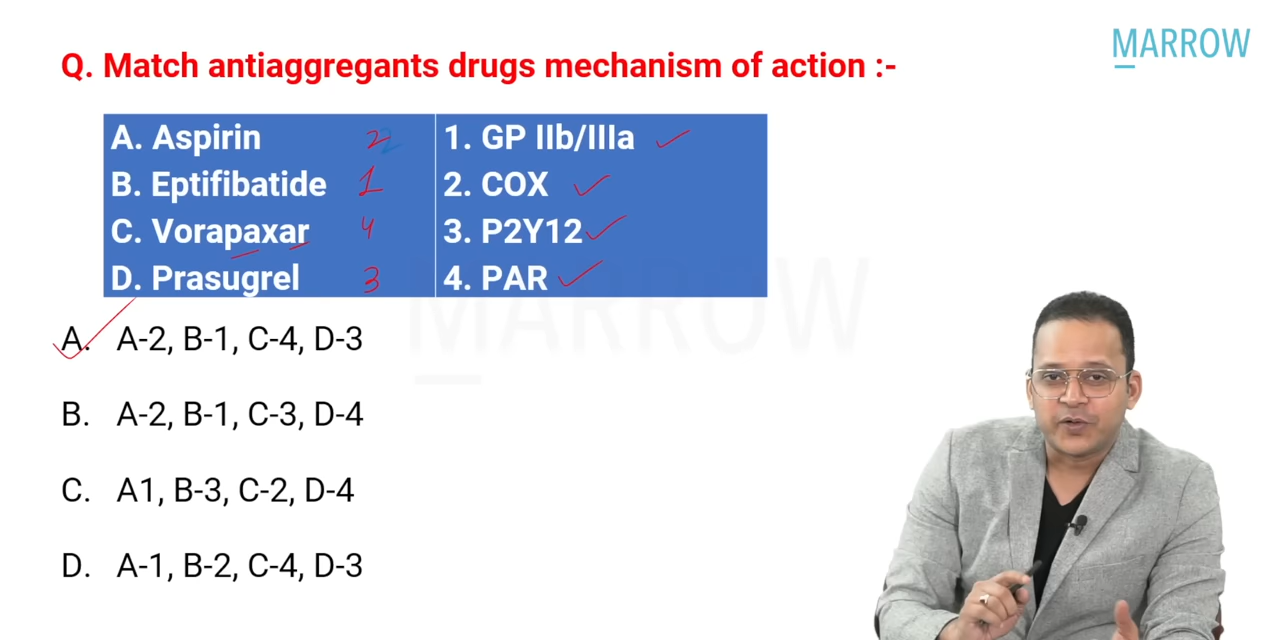 MARROW
Q. Match antiaggregants drugs mechanism of action :-
A. Aspirin 2 2 1. GP IIb/IIIa
B. Eptifibatide 1 2. COX
C. Vorapaxar 4 3. P2Y12
D. Prasugrel 3 4. PAR
MARROW
A. A-2, B-1, C-4, D-3
B. A-2, B-1, C-3, D-4
C. A1, B-3, C-2, D-4
D. A-1, B-2, C-4, D-3